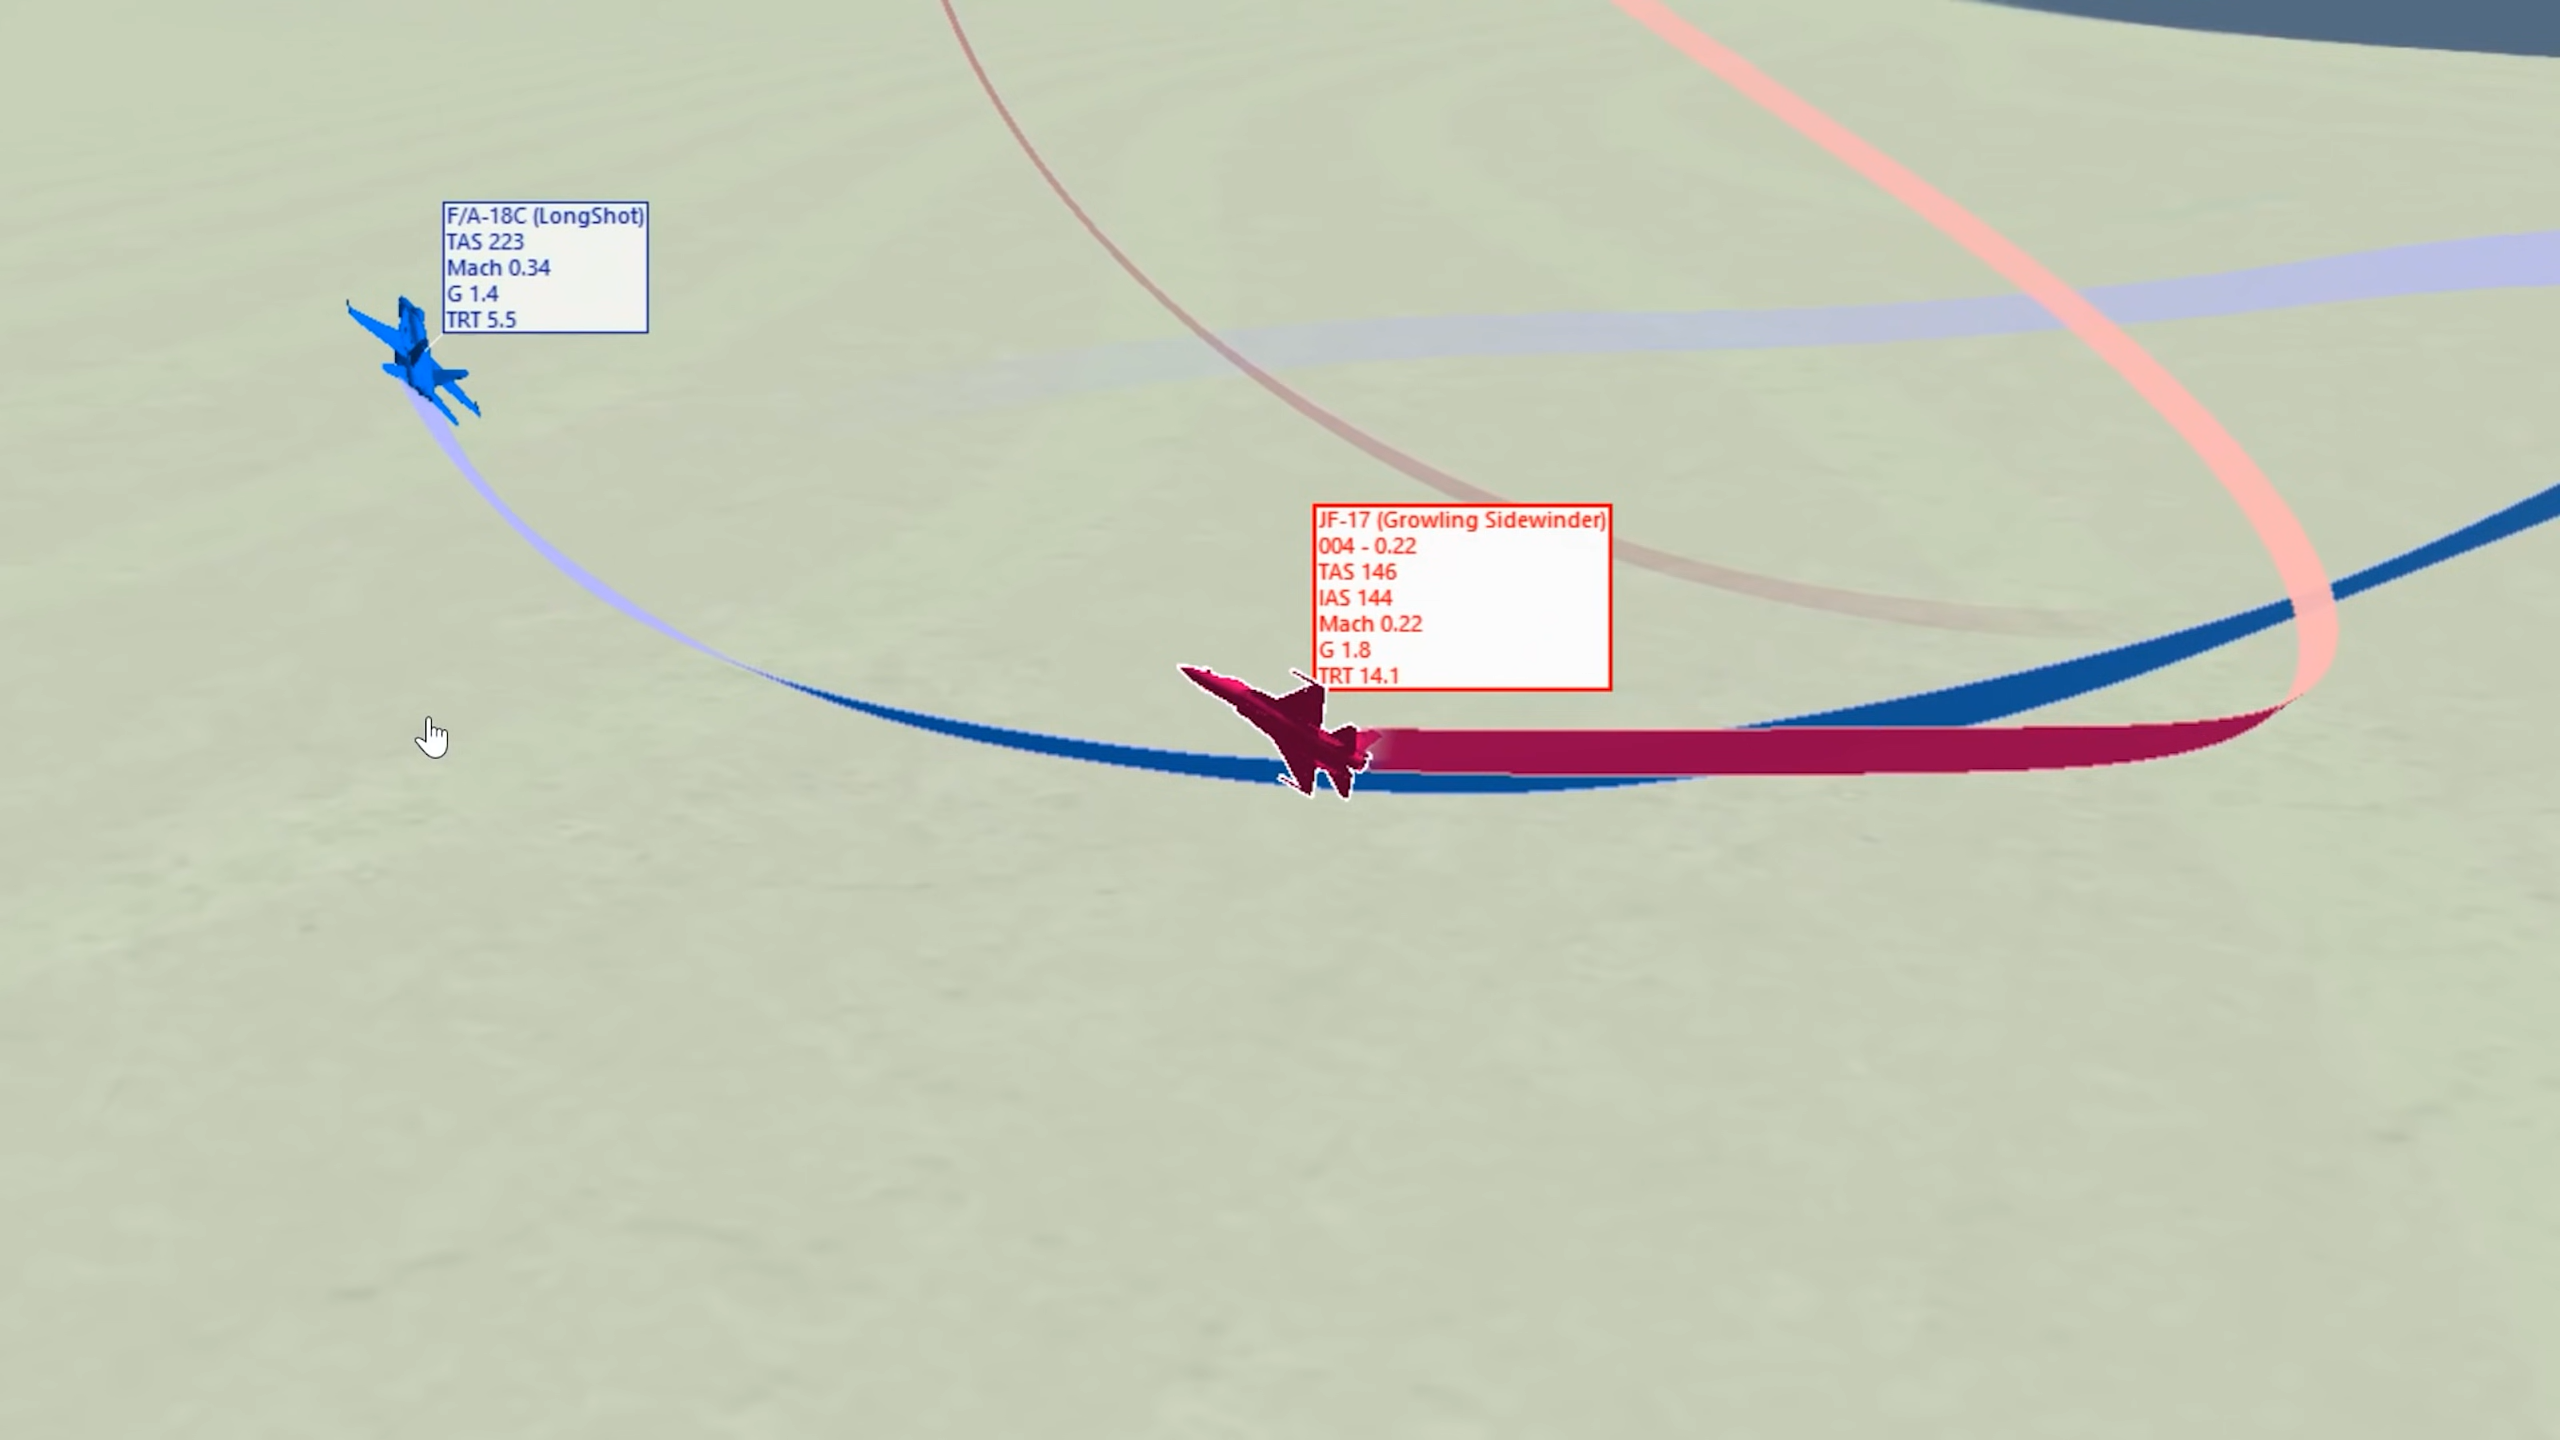 F/A-18C (LongShot)
TAS 223
Mach 0.34
G 1.4
TRT 5.5
JF-17 (Growling Sidewinder)
004 - 0.22
TAS 146
IAS 144
Mach 0.22
G 1.8
TRT 14.1